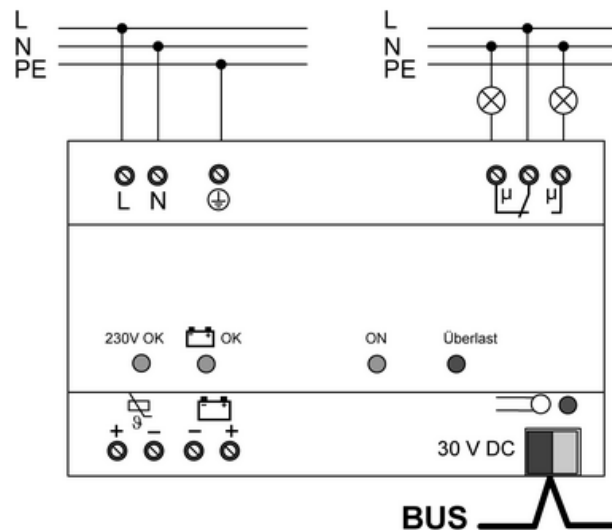 L
N
PE
L
N
PE
L N
µ µ
230V OK
OK
ON
Überlast
ϑ
+ − − +
30 V DC
BUS